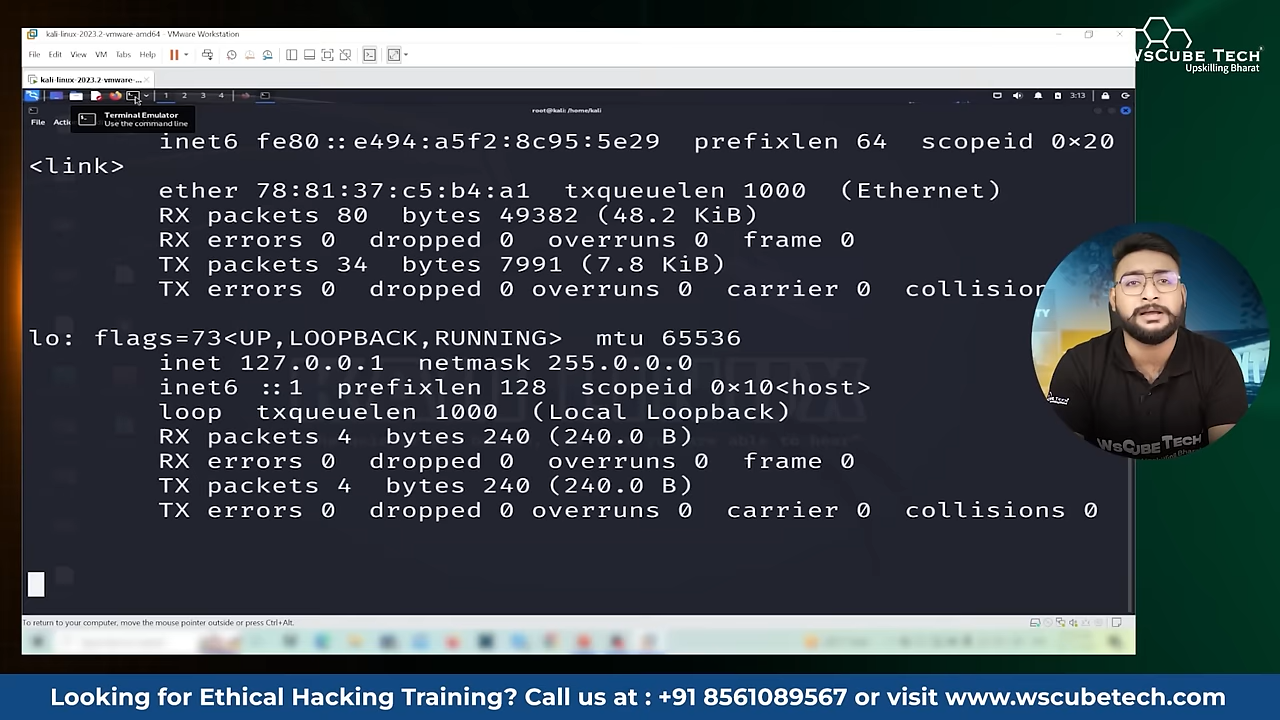 kali-linux-2023.2-vmware-amd64 - VMware Workstation
WSCUBE TECH
Upskilling Bharat
File Edit View VM Tabs Help
kali-linux-2023.2-vmware-...
1 2 3 4
3:13
Terminal Emulator
Use the command line
root@kali: /home/kali
File
inet6 fe80::e494:a5f2:8c95:5e29 prefixlen 64 scopeid 0×20
<link>
ether 78:81:37:c5:b4:a1 txqueuelen 1000 (Ethernet)
RX packets 80 bytes 49382 (48.2 KiB)
RX errors 0 dropped 0 overruns 0 frame 0
TX packets 34 bytes 7991 (7.8 KiB)
TX errors 0 dropped 0 overruns 0 carrier 0 collision
lo: flags=73<UP,LOOPBACK,RUNNING> mtu 65536
inet 127.0.0.1 netmask 255.0.0.0
inet6 ::1 prefixlen 128 scopeid 0×10<host>
loop txqueuelen 1000 (Local Loopback)
RX packets 4 bytes 240 (240.0 B)
RX errors 0 dropped 0 overruns 0 frame 0
TX packets 4 bytes 240 (240.0 B)
TX errors 0 dropped 0 overruns 0 carrier 0 collisions 0
WSCUBE TECH
To return to your computer, move the mouse pointer outside or press Ctrl+Alt.
Looking for Ethical Hacking Training? Call us at : +91 8561089567 or visit www.wscubetech.com